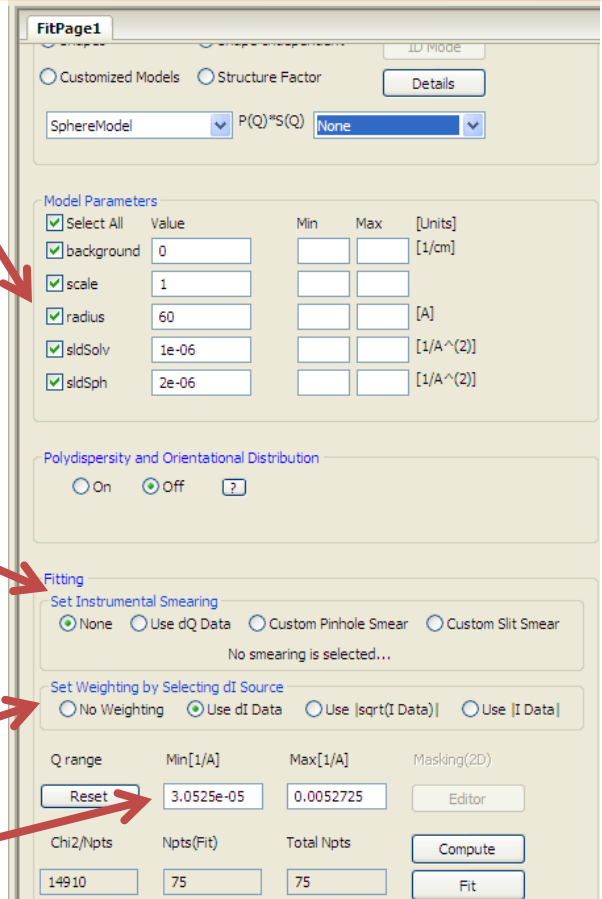 FitPage1
Shapes Shape-Independent 1D Mode
Customized Models Structure Factor Details
SphereModel P(Q)*S(Q) None
Model Parameters
Select All Value Min Max [Units]
background 0 [1/cm]
scale 1
radius 60 [A]
sldSolv 1e-06 [1/A^(2)]
sldSph 2e-06 [1/A^(2)]
Polydispersity and Orientational Distribution
On Off ?
Fitting
Set Instrumental Smearing
None Use dQ Data Custom Pinhole Smear Custom Slit Smear
No smearing is selected...
Set Weighting by Selecting dI Source
No Weighting Use dI Data Use |sqrt(I Data)| Use |I Data|
Q range Min[1/A] Max[1/A] Masking(2D)
Reset 3.0525e-05 0.0052725 Editor
Chi2/Npts Npts(Fit) Total Npts Compute
14910 75 75 Fit